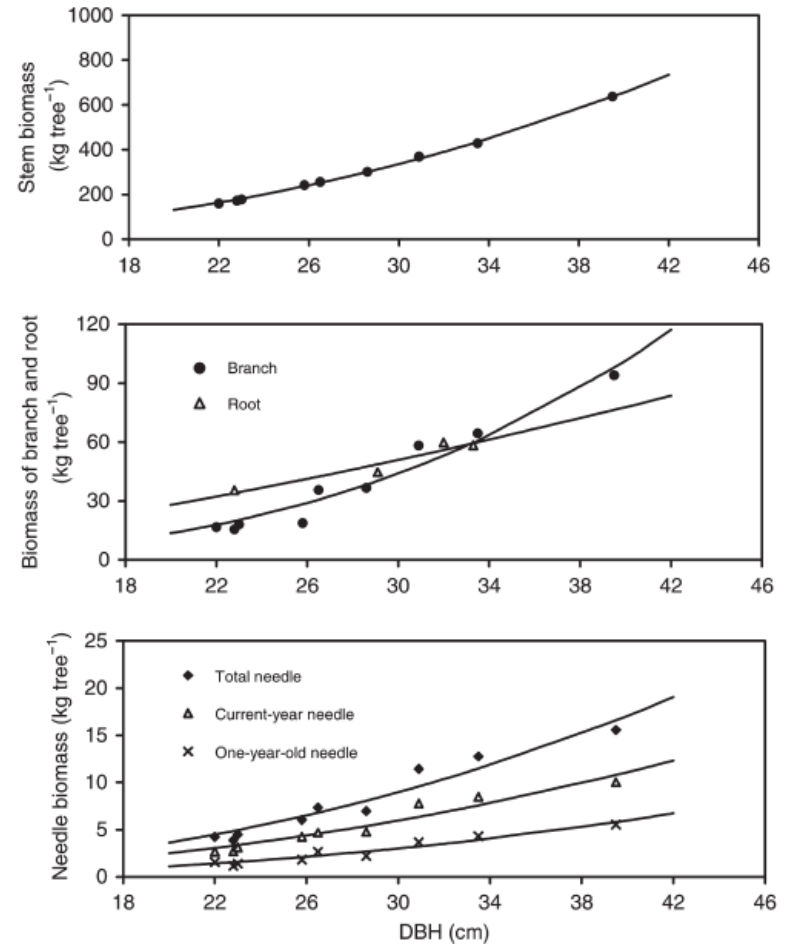 Stem biomass
(kg tree⁻¹)
1000
800
600
400
200
0
18 22 26 30 34 38 42 46
Biomass of branch and root
(kg tree⁻¹)
120
90
60
30
0
Branch
Root
18 22 26 30 34 38 42 46
Needle biomass (kg tree⁻¹)
25
20
15
10
5
0
Total needle
Current-year needle
One-year-old needle
18 22 26 30 34 38 42 46
DBH (cm)